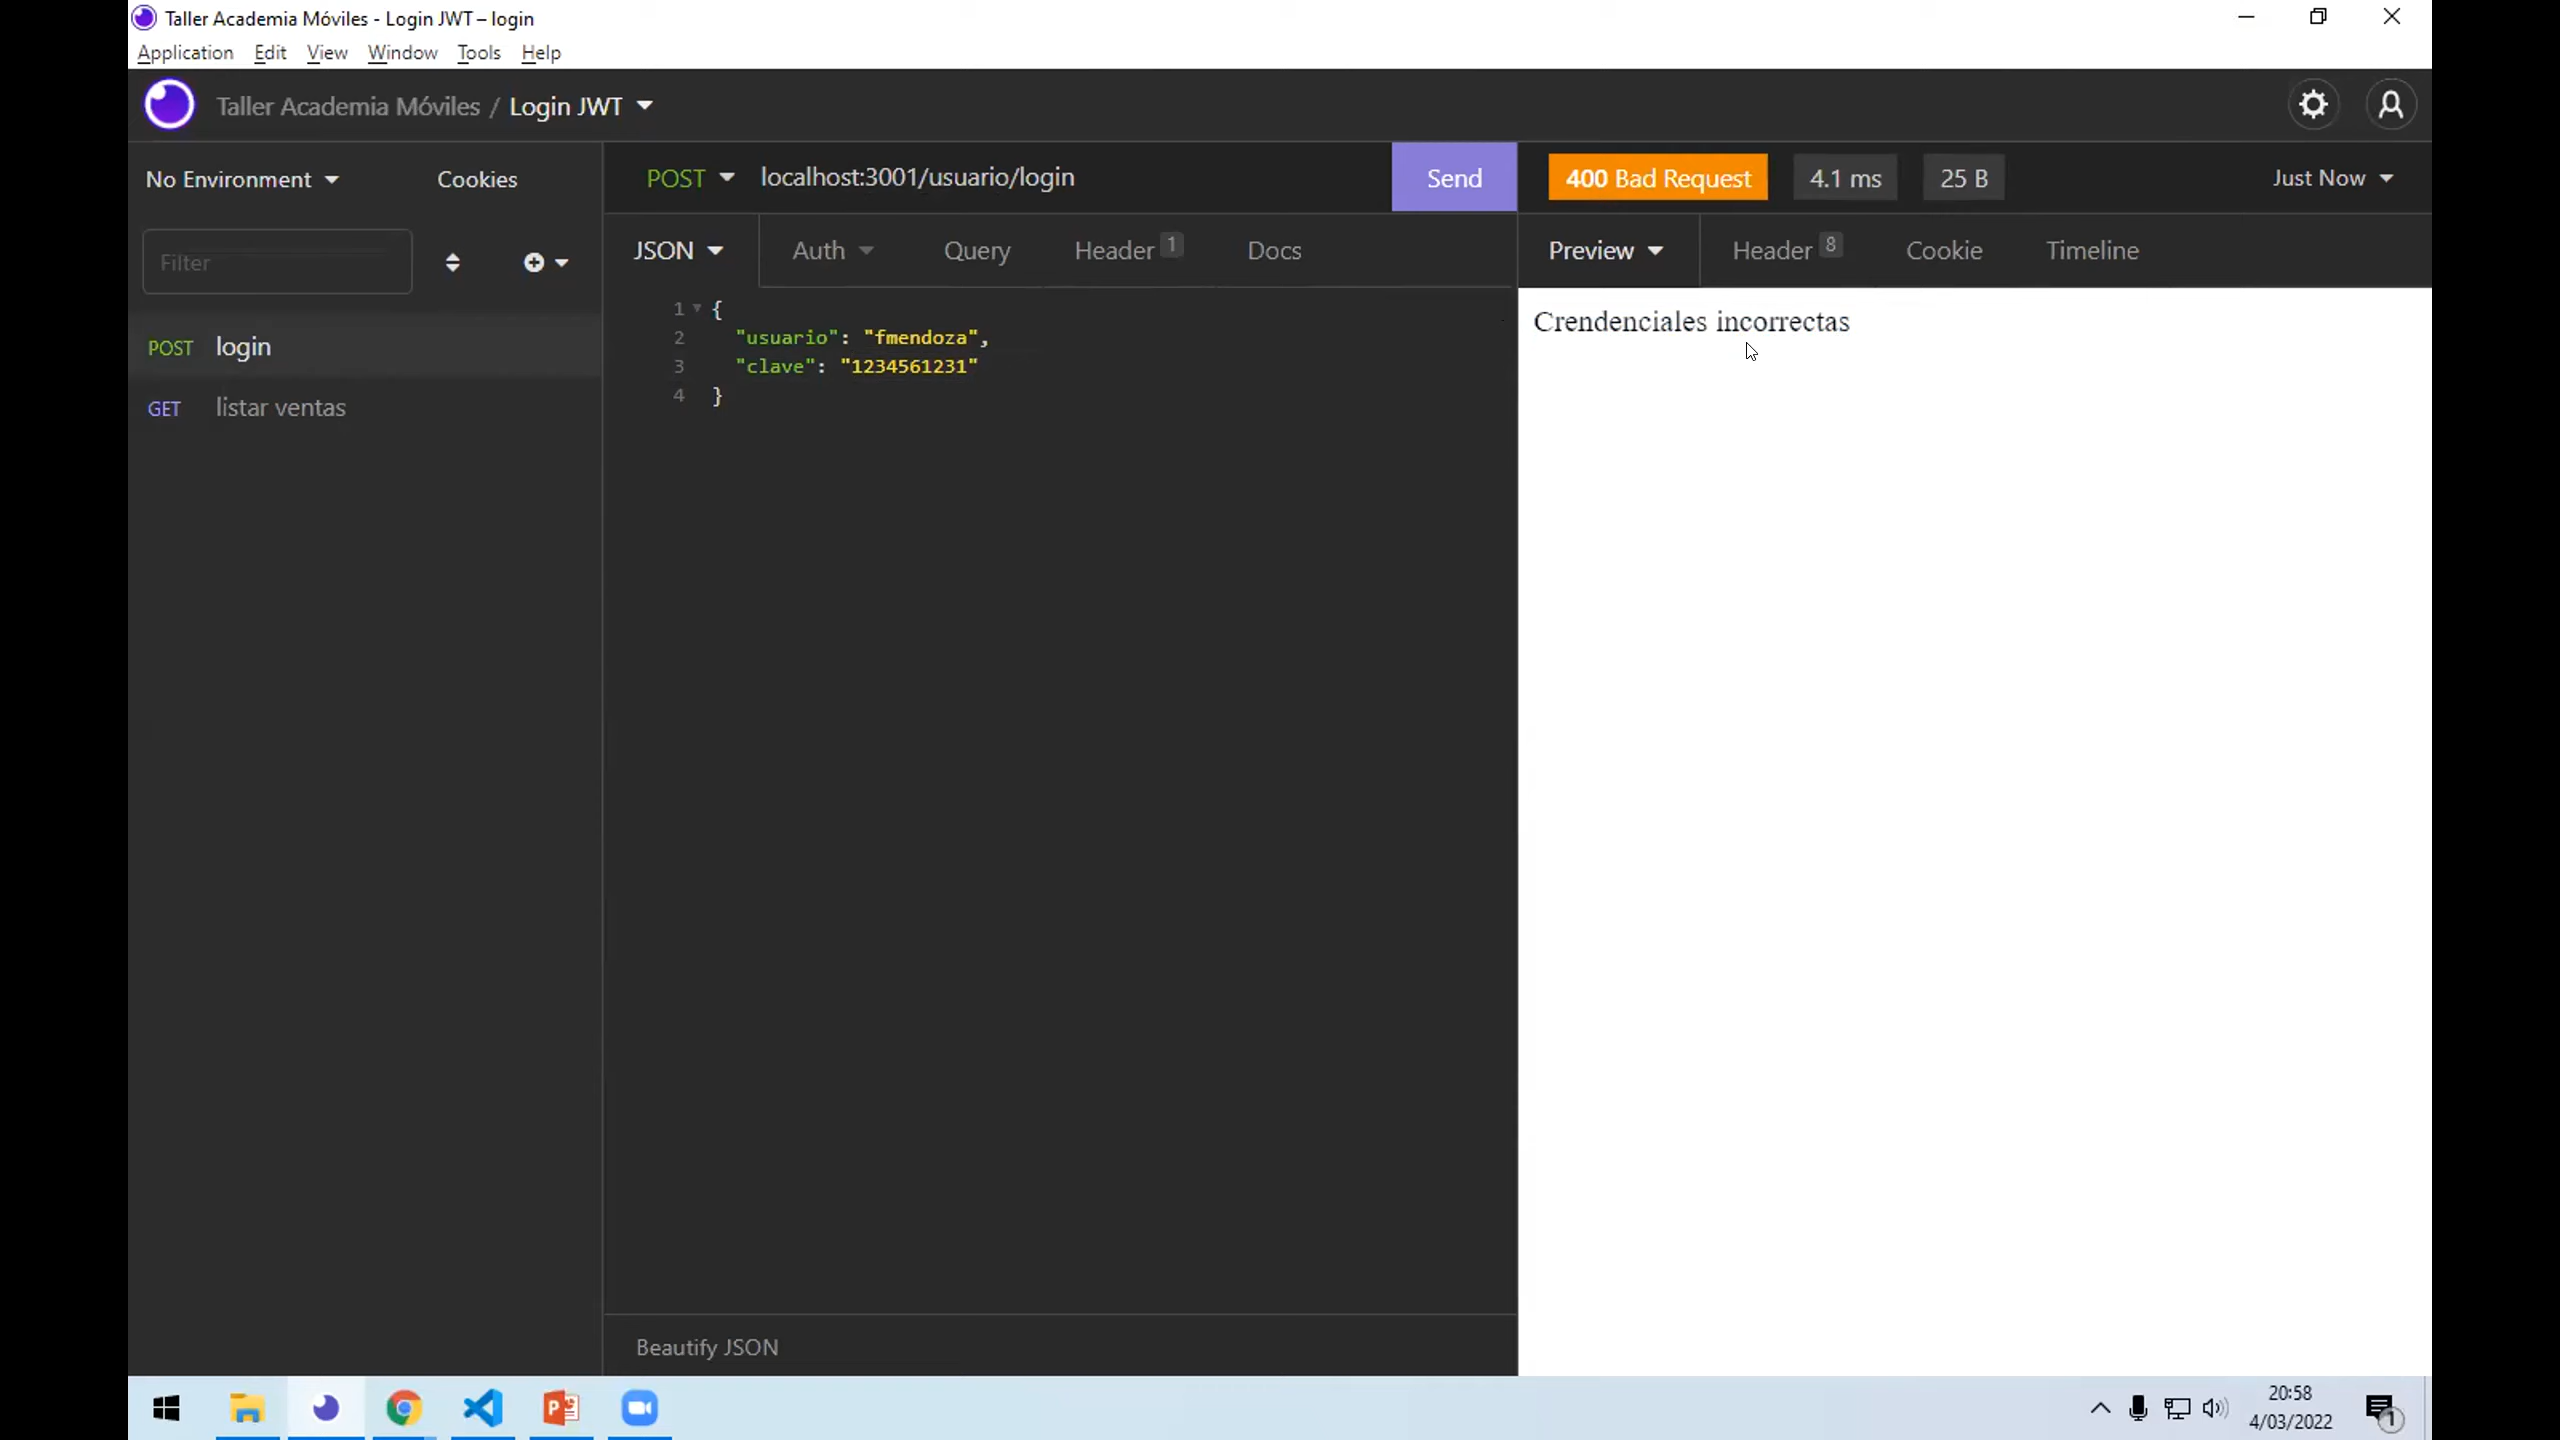 Taller Academia Móviles - Login JWT – login
Application Edit View Window Tools Help
Taller Academia Móviles / Login JWT
No Environment Cookies
POST localhost:3001/usuario/login Send
400 Bad Request 4.1 ms 25 B Just Now
Filter
JSON Auth Query Header 1 Docs
Preview Header 8 Cookie Timeline
POST login
GET listar ventas
1 {
2 "usuario": "fmendoza",
3 "clave": "1234561231"
4 }
Crendenciales incorrectas
Beautify JSON
20:58
4/03/2022
1